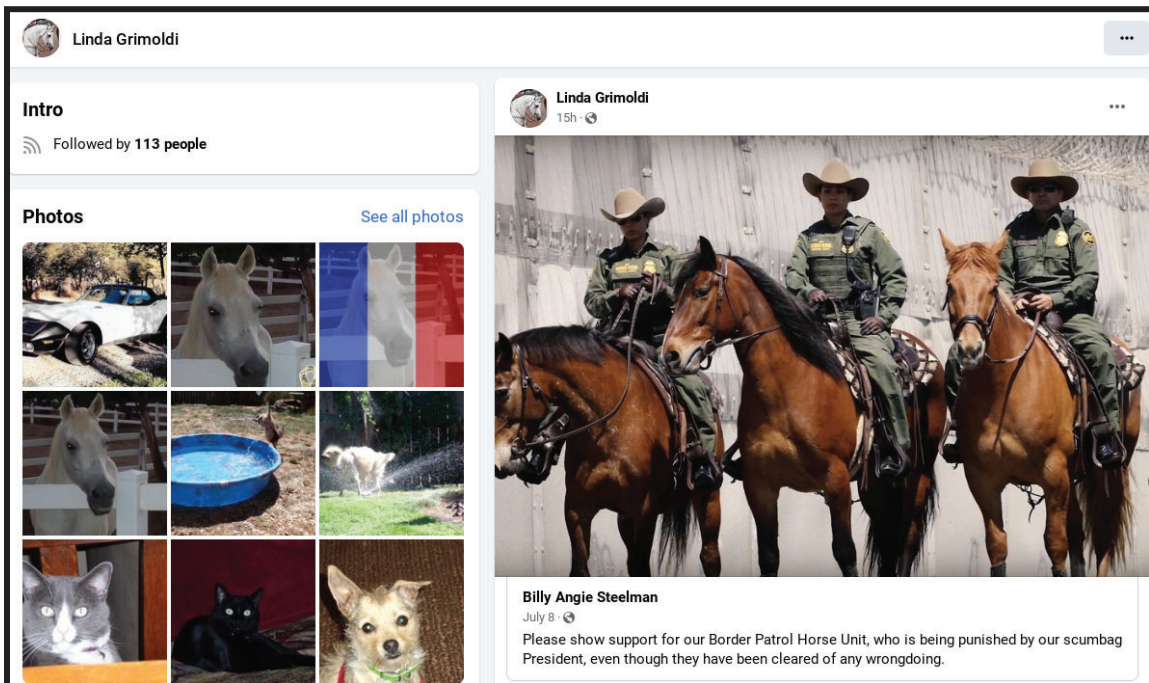 Linda Grimoldi
Intro
Followed by 113 people
Photos
See all photos
Linda Grimoldi
15h ·
Billy Angie Steelman
July 8 ·
Please show support for our Border Patrol Horse Unit, who is being punished by our scumbag
President, even though they have been cleared of any wrongdoing.